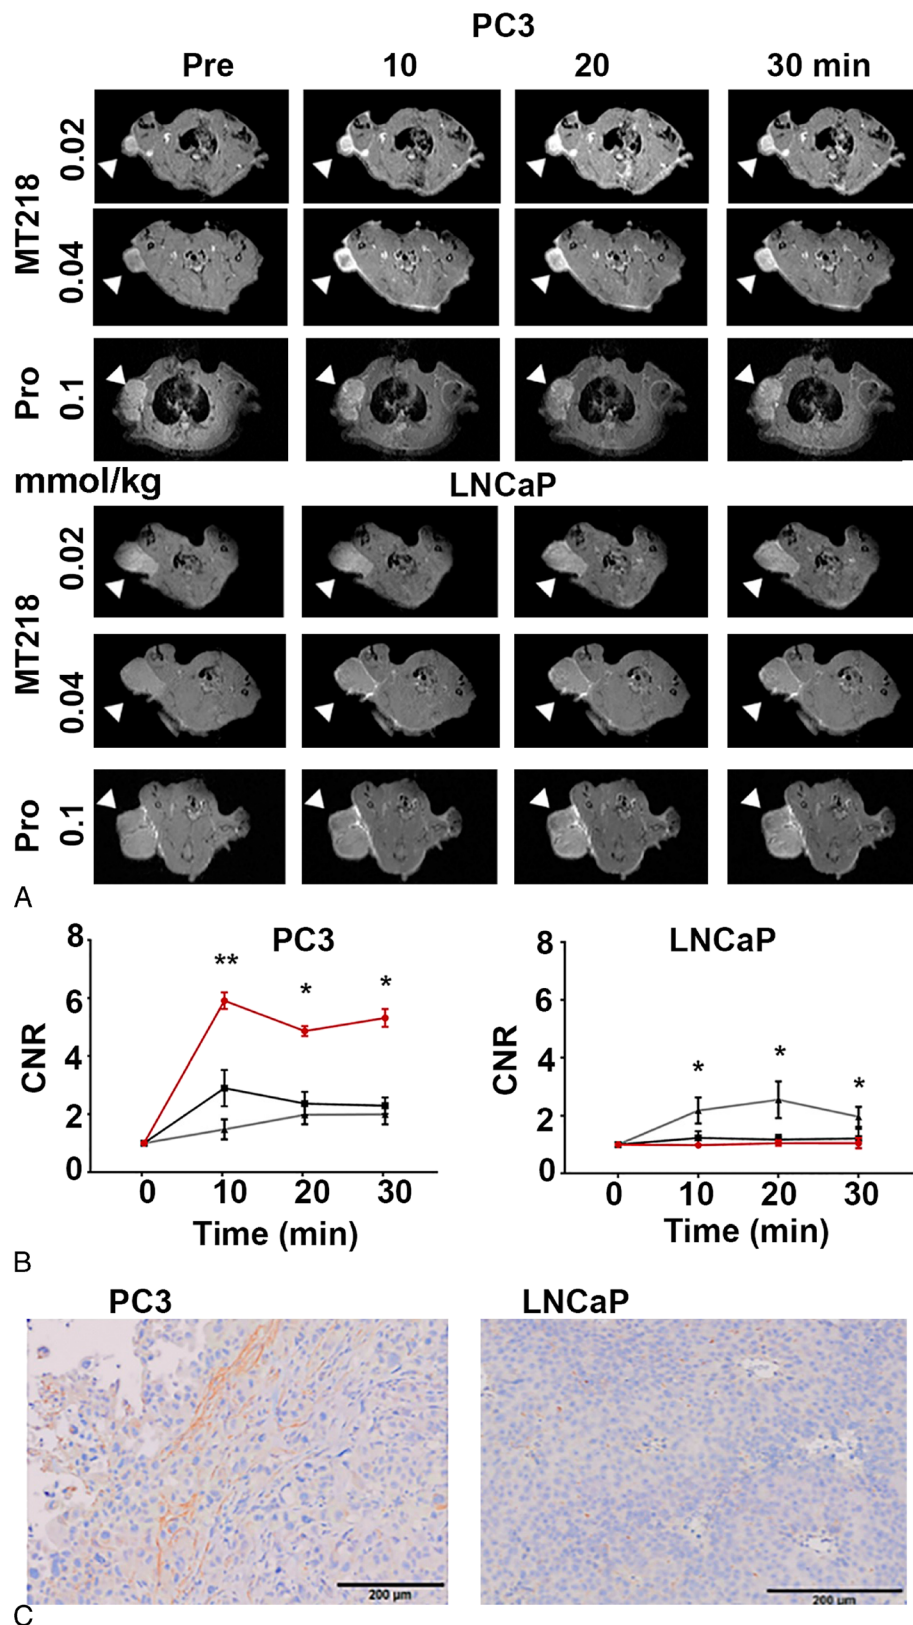 PC3
Pre 10 20 30 min
MT218
0.02
0.04
Pro
0.1
mmol/kg
LNCaP
MT218
0.02
0.04
Pro
0.1
A
PC3
CNR
8
6
4
2
0
** * *
0 10 20 30
Time (min)
LNCaP
CNR
8
6
4
2
0
* * *
0 10 20 30
Time (min)
B
PC3
200 µm
LNCaP
200 µm
C